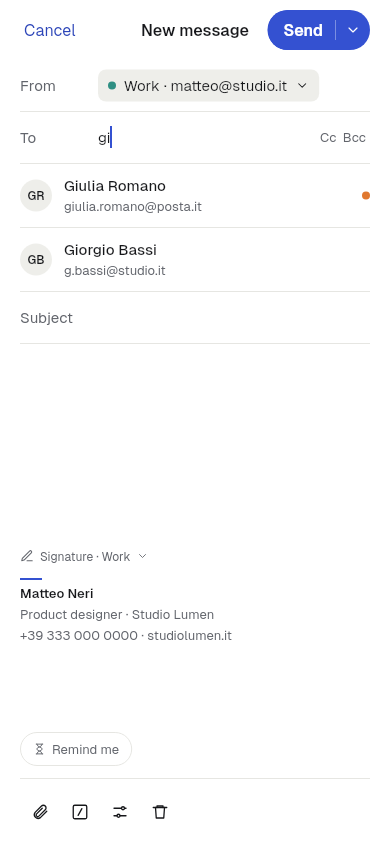 Cancel New message Send
From Work · matteo@studio.it
To gi Cc Bcc
GR Giulia Romano
giulia.romano@posta.it
GB Giorgio Bassi
g.bassi@studio.it
Subject
Signature · Work
Matteo Neri
Product designer · Studio Lumen
+39 333 000 0000 · studiolumen.it
Remind me